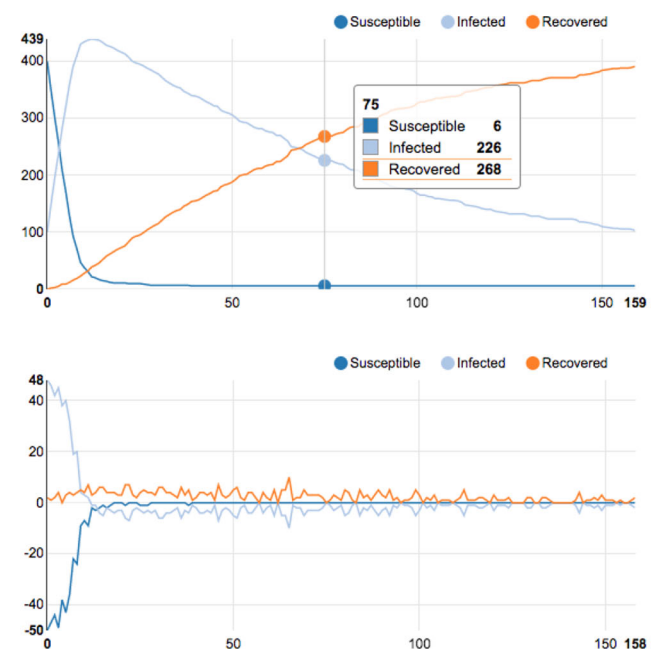 Susceptible Infected Recovered
439
400
300
200
100
0
75
Susceptible 6
Infected 226
Recovered 268
0 50 100 150 159
Susceptible Infected Recovered
48
40
20
0
-20
-40
-50
0 50 100 150 158